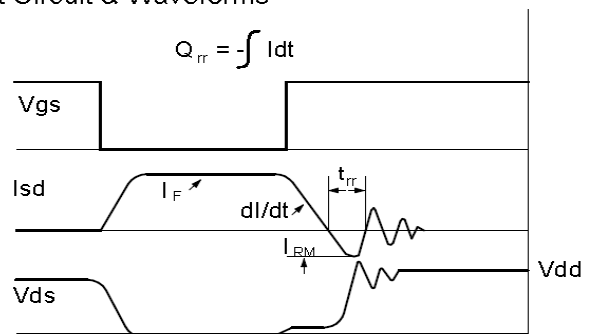 t Circuit & Waveforms
Q rr = -∫ Idt
Vgs
Isd
I F
dI/dt
t rr
I RM
Vds
Vdd